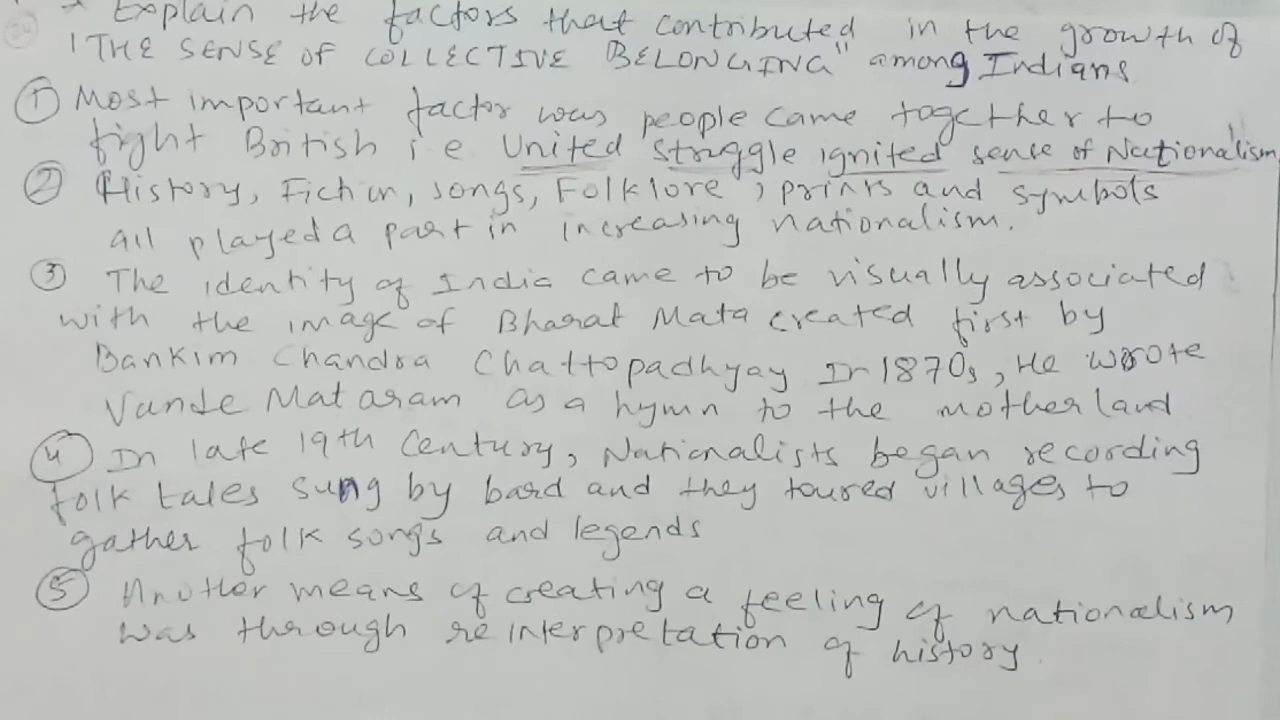 Explain the factors that contributed in the growth of
'THE SENSE OF COLLECTIVE BELONGING" among Indians
① Most important factor was people came together to
fight British i e United struggle ignited sense of Nationalism
② History, Fiction, songs, Folklore, prints and symbols
all played a part in increasing nationalism.
③ The identity of India came to be visually associated
with the image of Bharat Mata created first by
Bankim Chandra Chattopadhyay In 1870s, He wrote
Vande Mataram as a hymn to the motherland
④ In late 19th Century, Nationalists began recording
folk tales sung by bard and they toured villages to
gather folk songs and legends
⑤ Another means of creating a feeling of nationalism
was through reinterpretation of history.